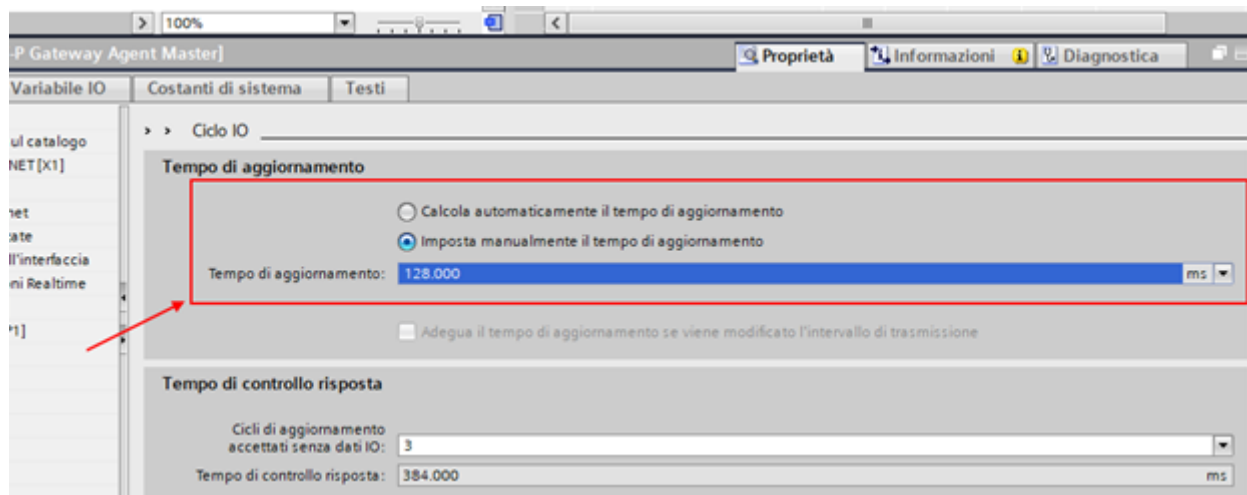 100%
-P Gateway Agent Master]
Proprietà Informazioni Diagnostica
Variabile IO Costanti di sistema Testi
ul catalogo
NET [X1]
net
tate
ll'interfaccia
oni Realtime
1]
Ciclo IO
Tempo di aggiornamento
Calcola automaticamente il tempo di aggiornamento
Imposta manualmente il tempo di aggiornamento
Tempo di aggiornamento: 128.000 ms
Adegua il tempo di aggiornamento se viene modificato l'intervallo di trasmissione
Tempo di controllo risposta
Cicli di aggiornamento
accettati senza dati IO: 3
Tempo di controllo risposta: 384.000 ms